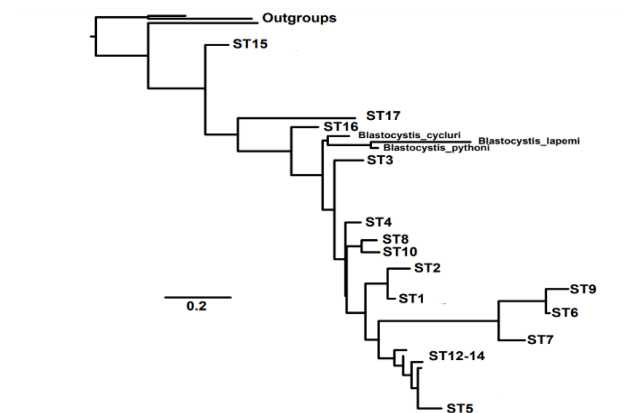 Outgroups
ST15
ST17
ST16
Blastocystis_cycluri
Blastocystis_lapemi
Blastocystis_pythoni
ST3
ST4
ST8
ST10
ST2
ST9
ST1
0.2
ST6
ST7
ST12-14
ST5